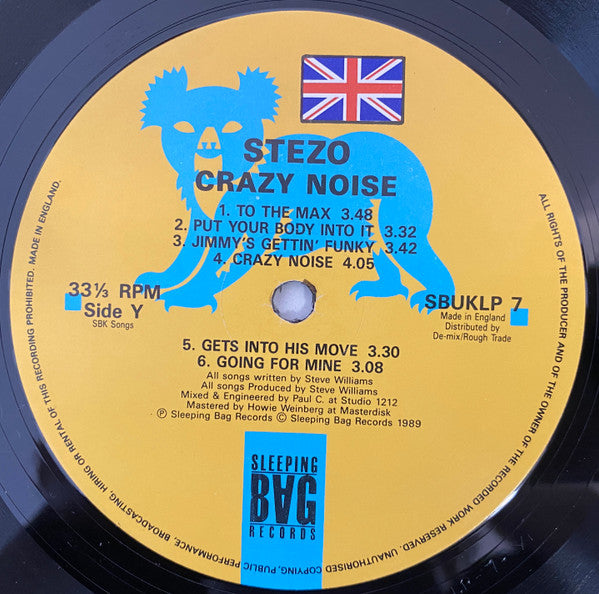 STEZO
CRAZY NOISE
1. TO THE MAX 3.48
2. PUT YOUR BODY INTO IT 3.32
3. JIMMY'S GETTIN' FUNKY 3.42
4. CRAZY NOISE 4.05
33⅓ RPM
Side Y
SBK Songs
SBUKLP 7
Made in England
Distributed by
De-mix/Rough Trade
5. GETS INTO HIS MOVE 3.30
6. GOING FOR MINE 3.08
All songs written by Steve Williams
All songs Produced by Steve Williams
Mixed & Engineered by Paul C. at Studio 1212
Mastered by Howie Weinberg at Masterdisk
Ⓟ Sleeping Bag Records © Sleeping Bag Records 1989
SLEEPING
BAG
RECORDS
ALL RIGHTS OF THE PRODUCER AND OF THE OWNER OF THE RECORDED WORK RESERVED. UNAUTHORISED COPYING, PUBLIC PERFORMANCE, BROADCASTING, HIRING OR RENTAL OF THIS RECORDING PROHIBITED. MADE IN ENGLAND.